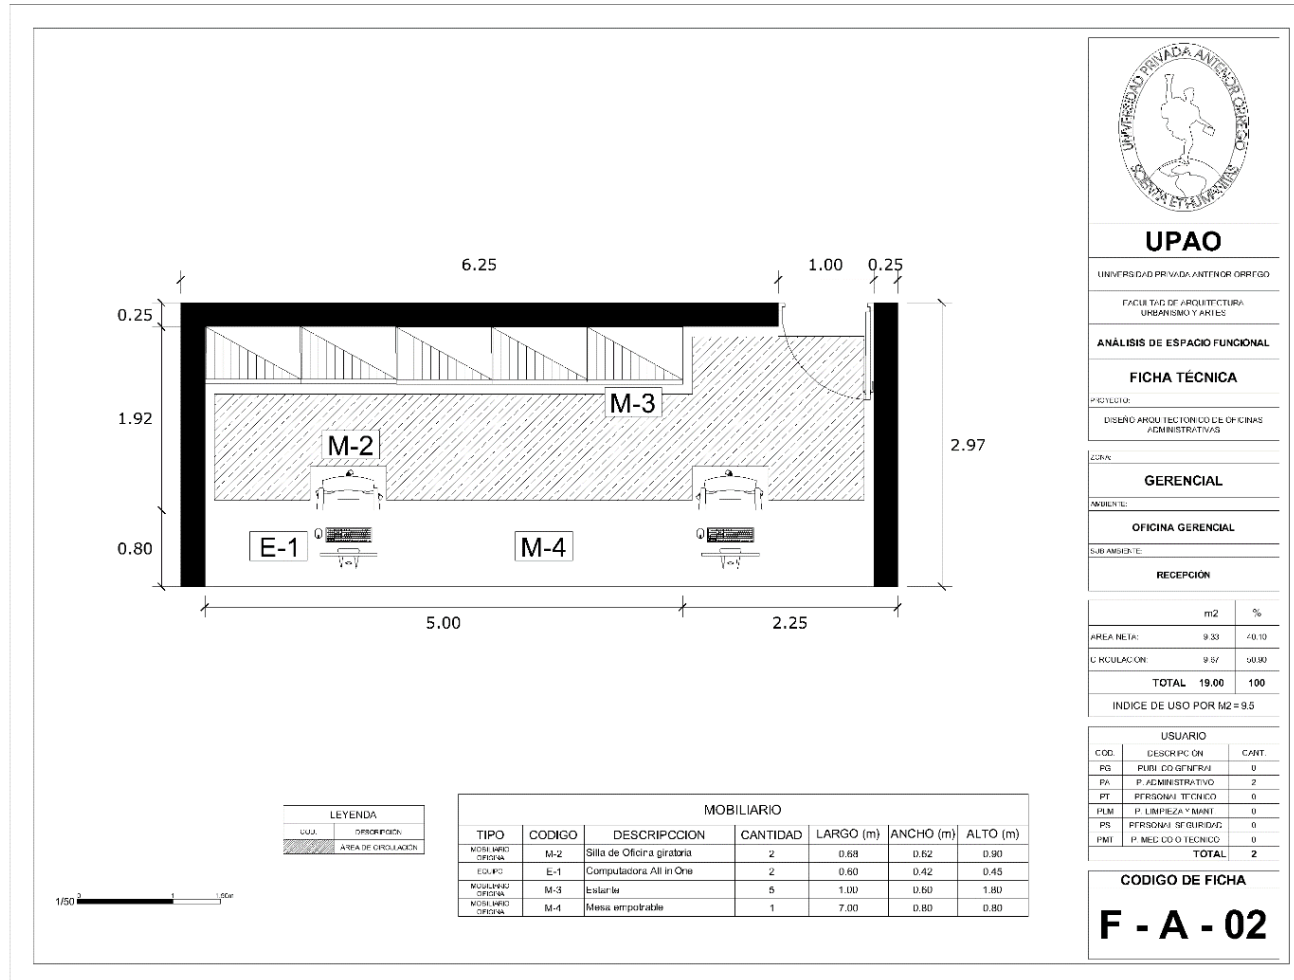 UNIVERSIDAD PRIVADA ANTENOR ORREGO
SCIENTIA ET HUMANITAS
UPAO
UNIVERSIDAD PRIVADA ANTENOR ORREGO
FACULTAD DE ARQUITECTURA
URBANISMO Y ARTES
ANÁLISIS DE ESPACIO FUNCIONAL
FICHA TÉCNICA
PROYECTO:
DISEÑO ARQUITECTONICO DE OFICINAS
ADMINISTRATIVAS
ZONA:
GERENCIAL
AMBIENTE:
OFICINA GERENCIAL
SUB AMBIENTE:
RECEPCIÓN
m2 %
AREA NETA: 9.33
CIRCULACION: 9.67
TOTAL 19.00 100
INDICE DE USO POR M2 = 9.5
USUARIO
COD. DESCRIPCIÓN CANT.
PG PUBLICO GENERAL 0
PA P. ADMINISTRATIVO 2
PT PERSONAL TECNICO 0
PLM P. LIMPIEZA Y MANT 0
PS PERSONAL SEGURIDAD 0
PMT P. MEDICO O TECNICO 0
TOTAL 2
CODIGO DE FICHA
F - A - 02
6.25 1.00 0.25
0.25
1.92
0.80
2.97
M-3
M-2
E-1
M-4
5.00 2.25
LEYENDA
COD. DESCRIPCIÓN
ÁREA DE CIRCULACIÓN
MOBILIARIO
TIPO CODIGO DESCRIPCCION CANTIDAD LARGO (m) ANCHO (m) ALTO (m)
MOBILIARIO OFICINA M-2 Silla de Oficina giratoria 2 0.68 0.62 0.90
EQUIPO E-1 Computadora All in One 2 0.60 0.42 0.45
MOBILIARIO OFICINA M-3 Estante 5 1.00 0.60 1.80
MOBILIARIO OFICINA M-4 Mesa empotrable 1 7.00 0.80 0.80
1/50 0 1